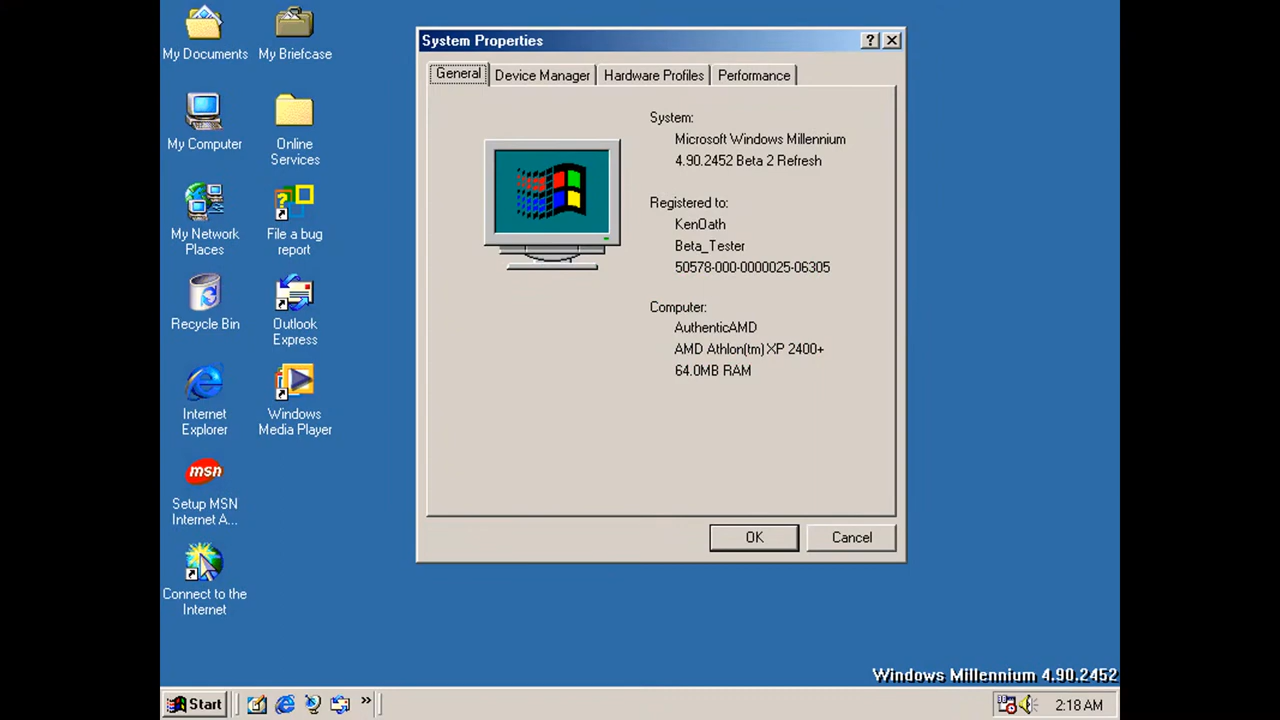 My Documents
My Briefcase
My Computer
Online
Services
My Network
Places
File a bug
report
Recycle Bin
Outlook
Express
Internet
Explorer
Windows
Media Player
msn
Setup MSN
Internet A...
Connect to the
Internet
System Properties
General
Device Manager
Hardware Profiles
Performance
System:
Microsoft Windows Millennium
4.90.2452 Beta 2 Refresh
Registered to:
KenOath
Beta_Tester
50578-000-0000025-06305
Computer:
AuthenticAMD
AMD Athlon(tm) XP 2400+
64.0MB RAM
OK
Cancel
Windows Millennium 4.90.2452
Start
2:18 AM